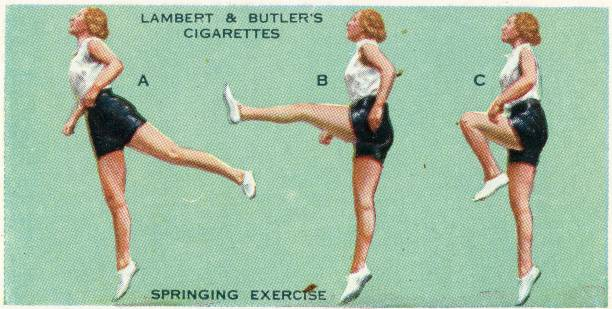 LAMBERT & BUTLER'S
CIGARETTES
A
B
C
SPRINGING EXERCISE